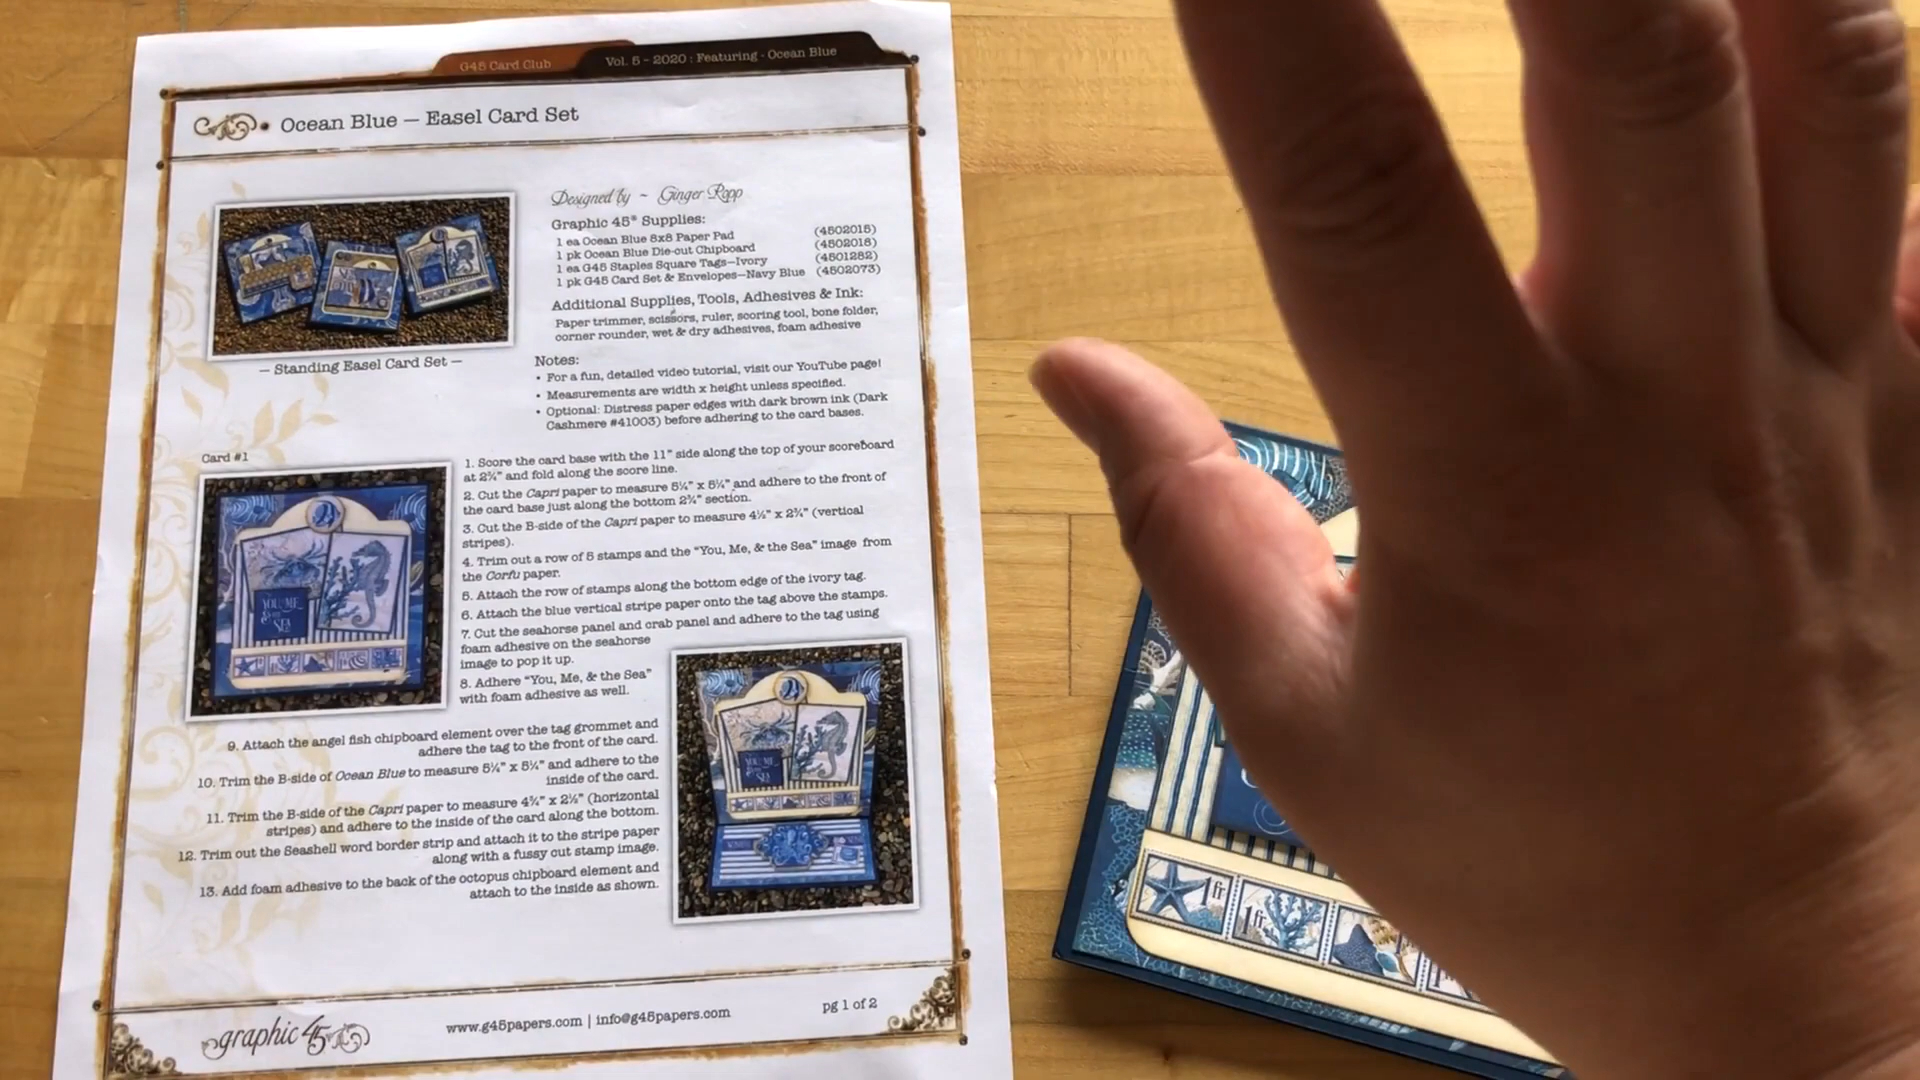 G45 Card Club
Vol. 5 - 2020 : Featuring - Ocean Blue
Ocean Blue — Easel Card Set
Designed by ~ Ginger Ropp
Graphic 45® Supplies:
1 ea Ocean Blue 8x8 Paper Pad (4502015)
1 pk Ocean Blue Die-cut Chipboard (4502018)
1 ea G45 Staples Square Tags—Ivory (4501282)
1 pk G45 Card Set & Envelopes—Navy Blue (4502073)
Additional Supplies, Tools, Adhesives & Ink:
Paper trimmer, scissors, ruler, scoring tool, bone folder,
corner rounder, wet & dry adhesives, foam adhesive
— Standing Easel Card Set —
Notes:
• For a fun, detailed video tutorial, visit our YouTube page!
• Measurements are width x height unless specified.
• Optional: Distress paper edges with dark brown ink (Dark
Cashmere #41003) before adhering to the card bases.
Card #1
1. Score the card base with the 11" side along the top of your scoreboard
at 2¾" and fold along the score line.
2. Cut the Capri paper to measure 5¼" x 5¼" and adhere to the front of
the card base just along the bottom 2¾" section.
3. Cut the B-side of the Capri paper to measure 4½" x 2¾" (vertical
stripes).
4. Trim out a row of 5 stamps and the "You, Me, & the Sea" image from
the Corfu paper.
5. Attach the row of stamps along the bottom edge of the ivory tag.
6. Attach the blue vertical stripe paper onto the tag above the stamps.
7. Cut the seahorse panel and crab panel and adhere to the tag using
foam adhesive on the seahorse
image to pop it up.
8. Adhere "You, Me, & the Sea"
with foam adhesive as well.
9. Attach the angel fish chipboard element over the tag grommet and
adhere the tag to the front of the card.
10. Trim the B-side of Ocean Blue to measure 5¼" x 5¼" and adhere to the
inside of the card.
11. Trim the B-side of the Capri paper to measure 4¾" x 2½" (horizontal
stripes) and adhere to the inside of the card along the bottom.
12. Trim out the Seashell word border strip and attach it to the stripe paper
along with a fussy cut stamp image.
13. Add foam adhesive to the back of the octopus chipboard element and
attach to the inside as shown.
YOU, ME,
& the
SEA
YOU, ME
& the
SEA
graphic 45
www.g45papers.com | info@g45papers.com
pg 1 of 2
1fr
1fr